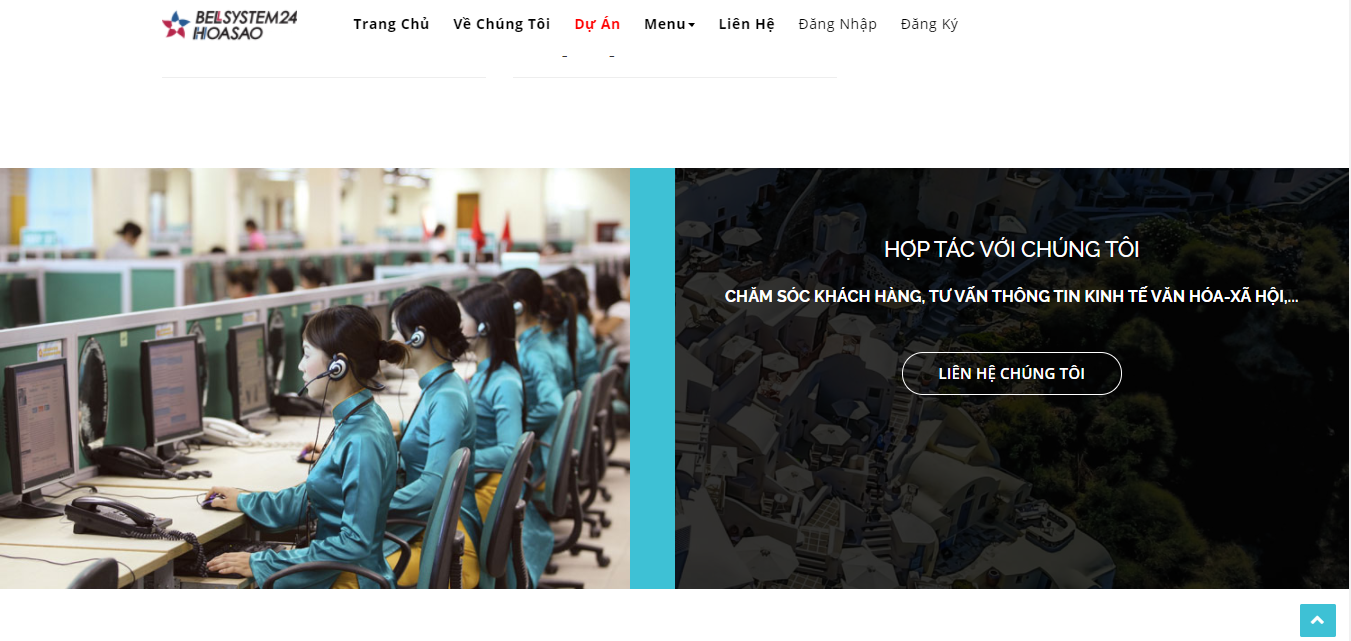 BELLSYSTEM24
HOASAO
Trang Chủ Về Chúng Tôi Dự Án Menu Liên Hệ Đăng Nhập Đăng Ký
HỢP TÁC VỚI CHÚNG TÔI
CHĂM SÓC KHÁCH HÀNG, TƯ VẤN THÔNG TIN KINH TẾ VĂN HÓA-XÃ HỘI,...
LIÊN HỆ CHÚNG TÔI